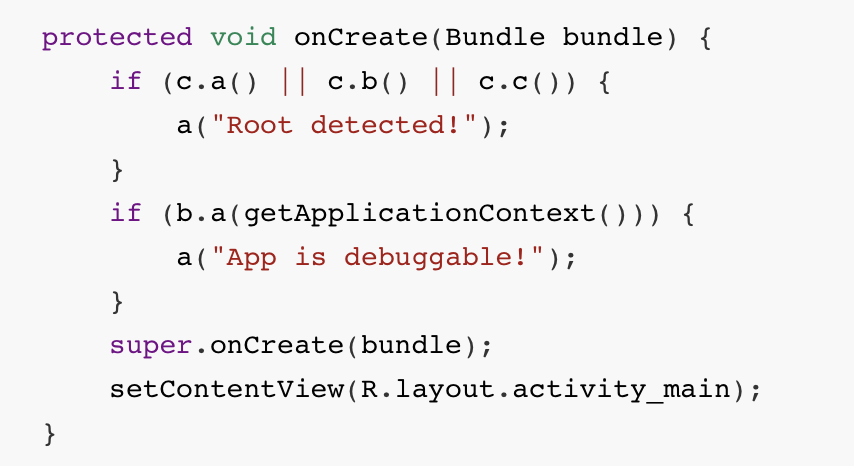 protected void onCreate(Bundle bundle) {
    if (c.a() || c.b() || c.c()) {
        a("Root detected!");
    }
    if (b.a(getApplicationContext())) {
        a("App is debuggable!");
    }
    super.onCreate(bundle);
    setContentView(R.layout.activity_main);
}